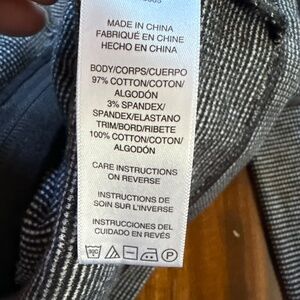 MADE IN CHINA
FABRIQUÉ EN CHINE
HECHO EN CHINA
BODY/CORPS/CUERPO
97% COTTON/COTON/
ALGODÓN
3% SPANDEX/
SPANDEX/ELASTANO
TRIM/BORD/RIBETE
100% COTTON/COTON/
ALGODÓN
CARE INSTRUCTIONS
ON REVERSE
INSTRUCTIONS DE
SOIN SUR L'INVERSE
INSTRUCCIONES DEL
CUIDADO EN REVÉS
30C
P